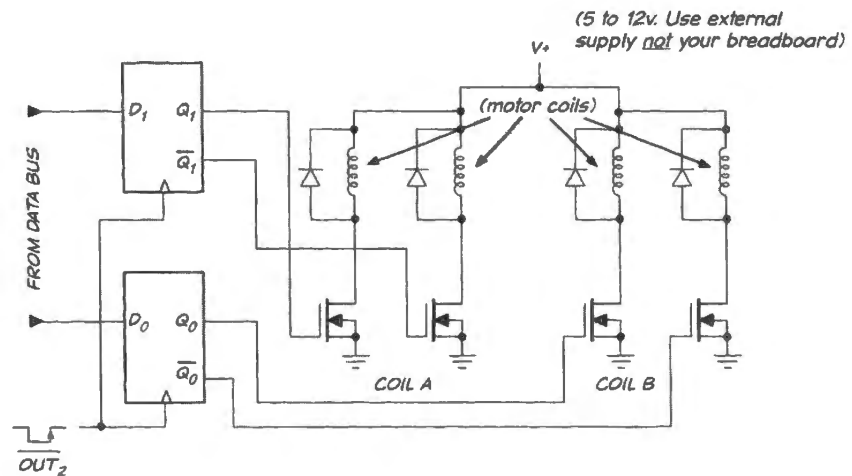 (5 to 12v. Use external
supply not your breadboard)
V+
(motor coils)
D₁
Q₁
Q̅₁
FROM DATA BUS
D₀
Q₀
Q̅₀
COIL A
COIL B
O̅U̅T̅₂